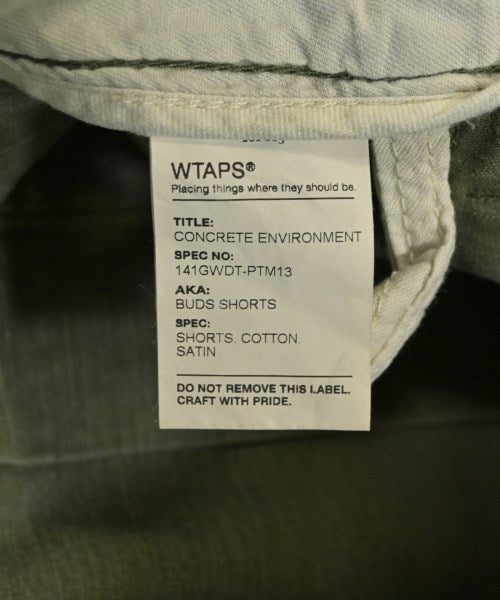 WTAPS®
Placing things where they should be.
TITLE:
CONCRETE ENVIRONMENT
SPEC NO:
141GWDT-PTM13
AKA:
BUDS SHORTS
SPEC:
SHORTS. COTTON.
SATIN
DO NOT REMOVE THIS LABEL.
CRAFT WITH PRIDE.